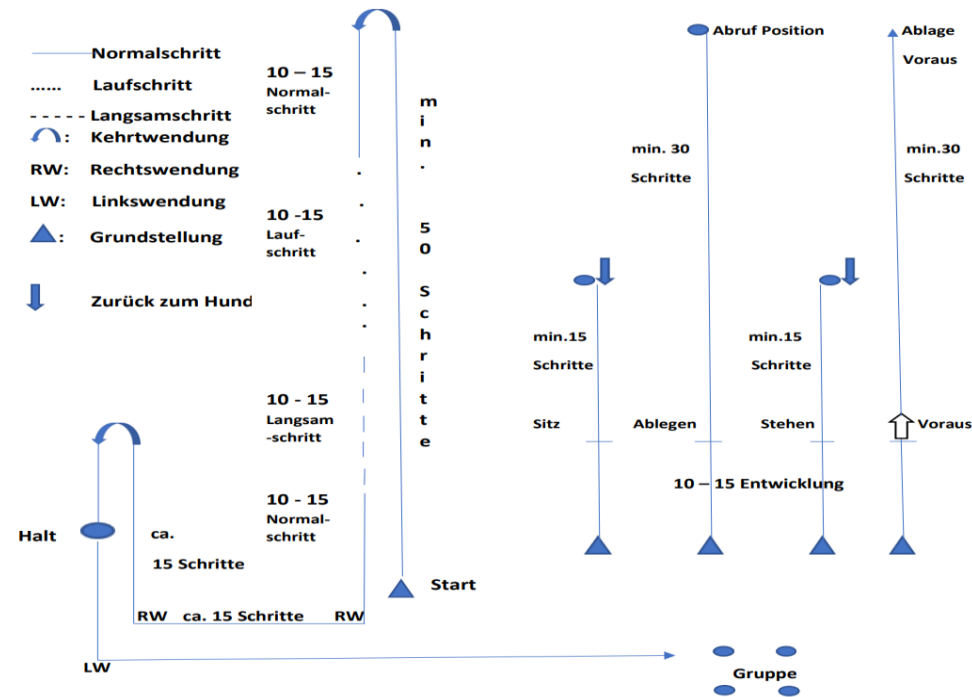 Normalschritt
...... Laufschritt
- - - - - Langsamschritt
: Kehrtwendung
RW: Rechtswendung
LW: Linkswendung
: Grundstellung
Zurück zum Hund
10 – 15
Normal-
schritt
10 -15
Lauf-
schritt
10 - 15
Langsam
-schritt
10 - 15
Normal-
schritt
min. 50 Schritte
Start
Halt
ca.
15 Schritte
RW ca. 15 Schritte RW
LW
Gruppe
Abruf Position
Ablage
Voraus
min. 30
Schritte
min.30
Schritte
min.15
Schritte
min.15
Schritte
Sitz
Ablegen
Stehen
Voraus
10 – 15 Entwicklung